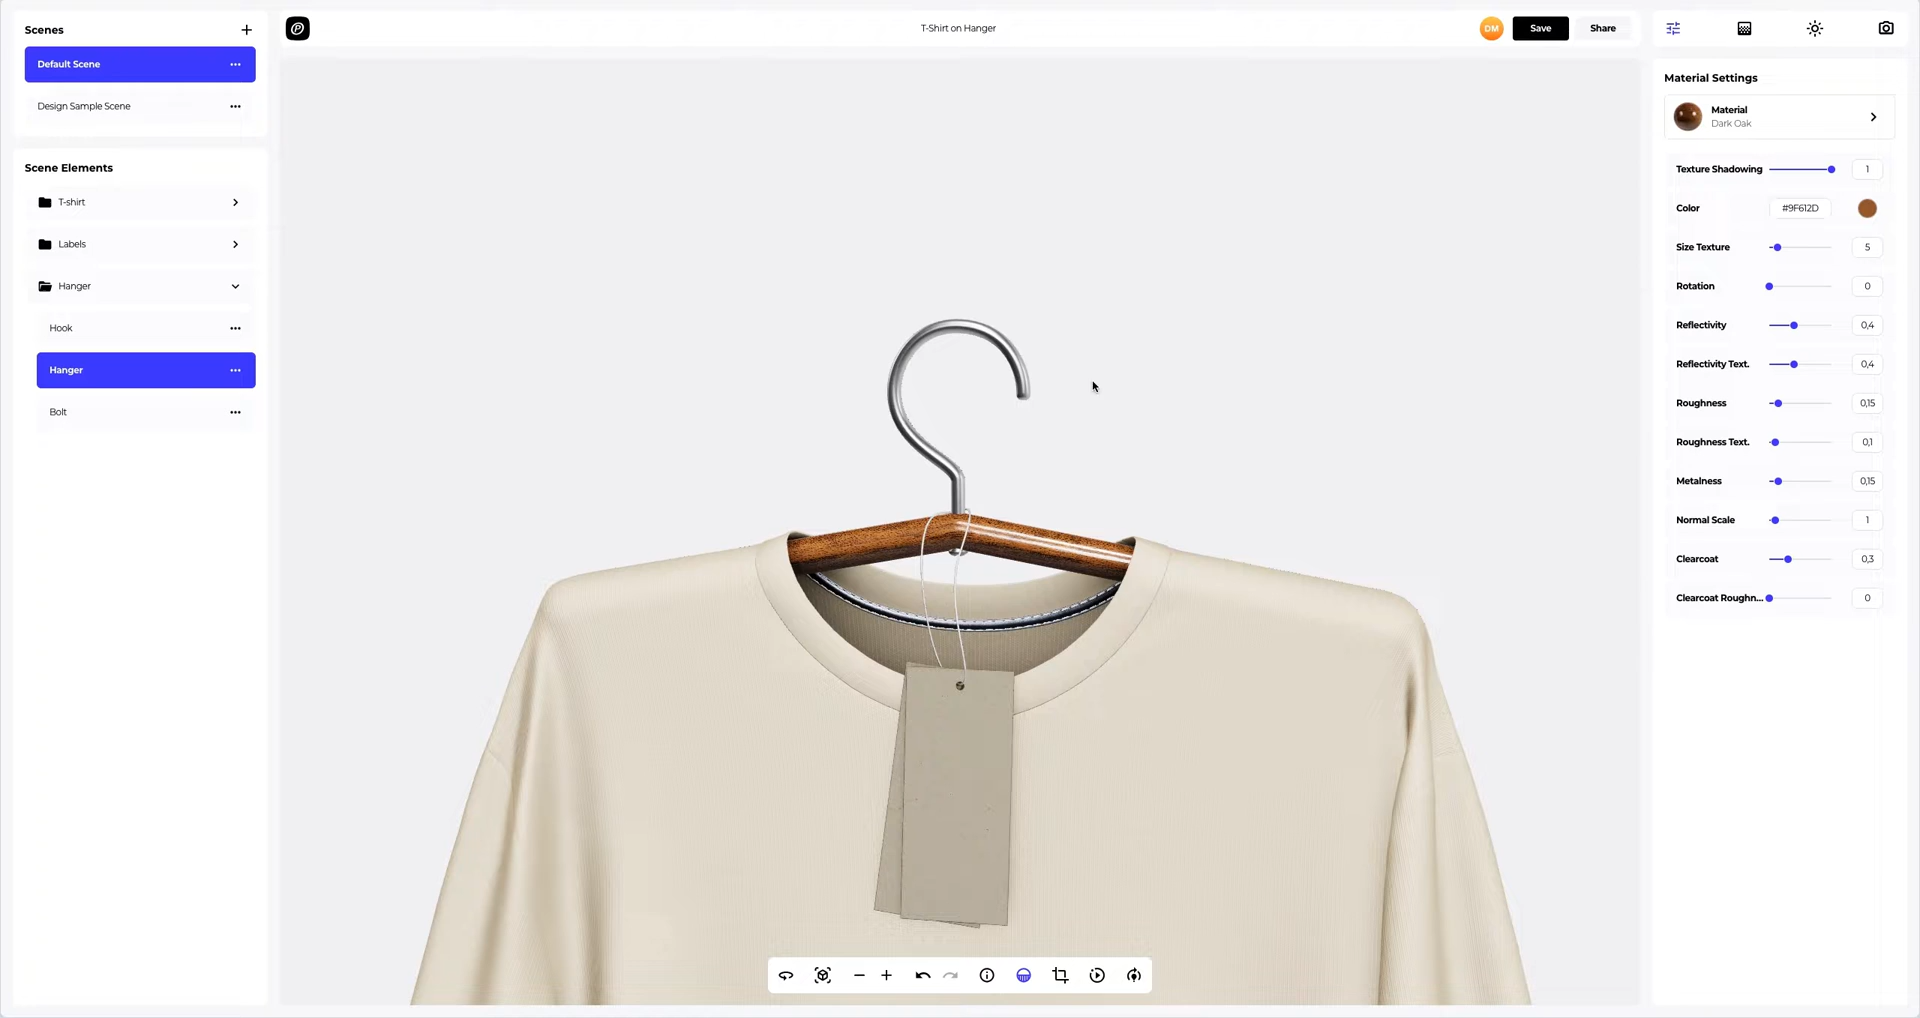 Scenes
T-Shirt on Hanger
DM
Save
Share
Default Scene
Design Sample Scene
Scene Elements
T-shirt
Labels
Hanger
Hook
Hanger
Bolt
Material Settings
Material
Dark Oak
Texture Shadowing 1
Color #9F612D
Size Texture 5
Rotation 0
Reflectivity 0,4
Reflectivity Text. 0,4
Roughness 0,15
Roughness Text. 0,1
Metalness 0,15
Normal Scale 1
Clearcoat 0,3
Clearcoat Roughn... 0